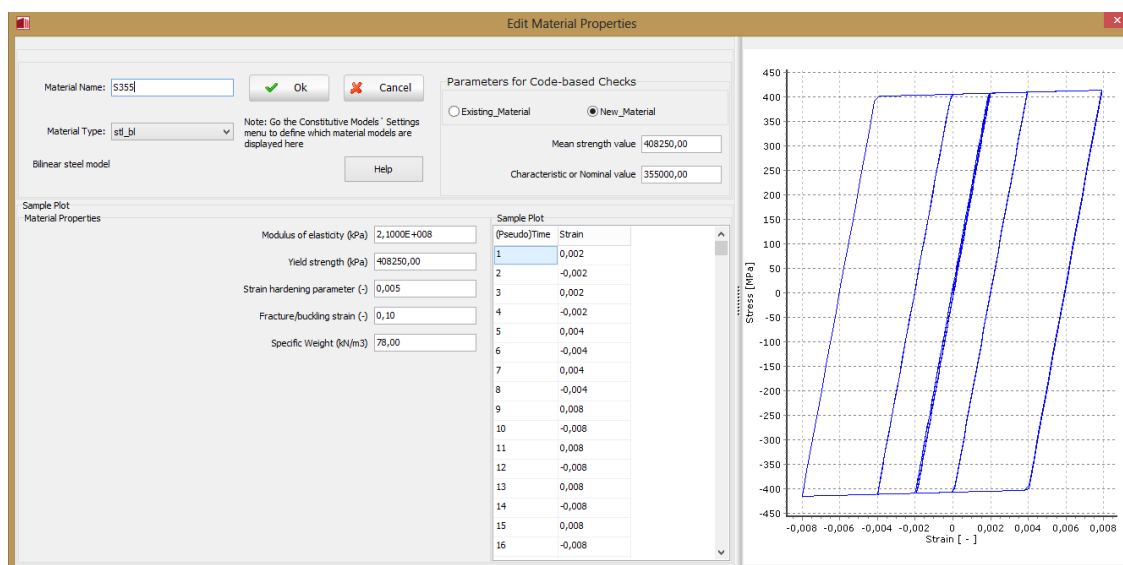 Edit Material Properties
Material Name: S355
Ok
Cancel
Material Type: stl_bl
Note: Go the Constitutive Models´ Settings
menu to define which material models are
displayed here
Bilinear steel model
Help
Parameters for Code-based Checks
Existing_Material
New_Material
Mean strength value 408250,00
Characteristic or Nominal value 355000,00
Sample Plot
Material Properties
Modulus of elasticity (kPa) 2,1000E+008
Yield strength (kPa) 408250,00
Strain hardening parameter (-) 0,005
Fracture/buckling strain (-) 0,10
Specific Weight (kN/m3) 78,00
Sample Plot
(Pseudo)Time Strain
1 0,002
2 -0,002
3 0,002
4 -0,002
5 0,004
6 -0,004
7 0,004
8 -0,004
9 0,008
10 -0,008
11 0,008
12 -0,008
13 0,008
14 -0,008
15 0,008
16 -0,008
Stress [MPa]
450
400
350
300
250
200
150
100
50
0
-50
-100
-150
-200
-250
-300
-350
-400
-450
-0,008 -0,006 -0,004 -0,002 0 0,002 0,004 0,006 0,008
Strain [ - ]